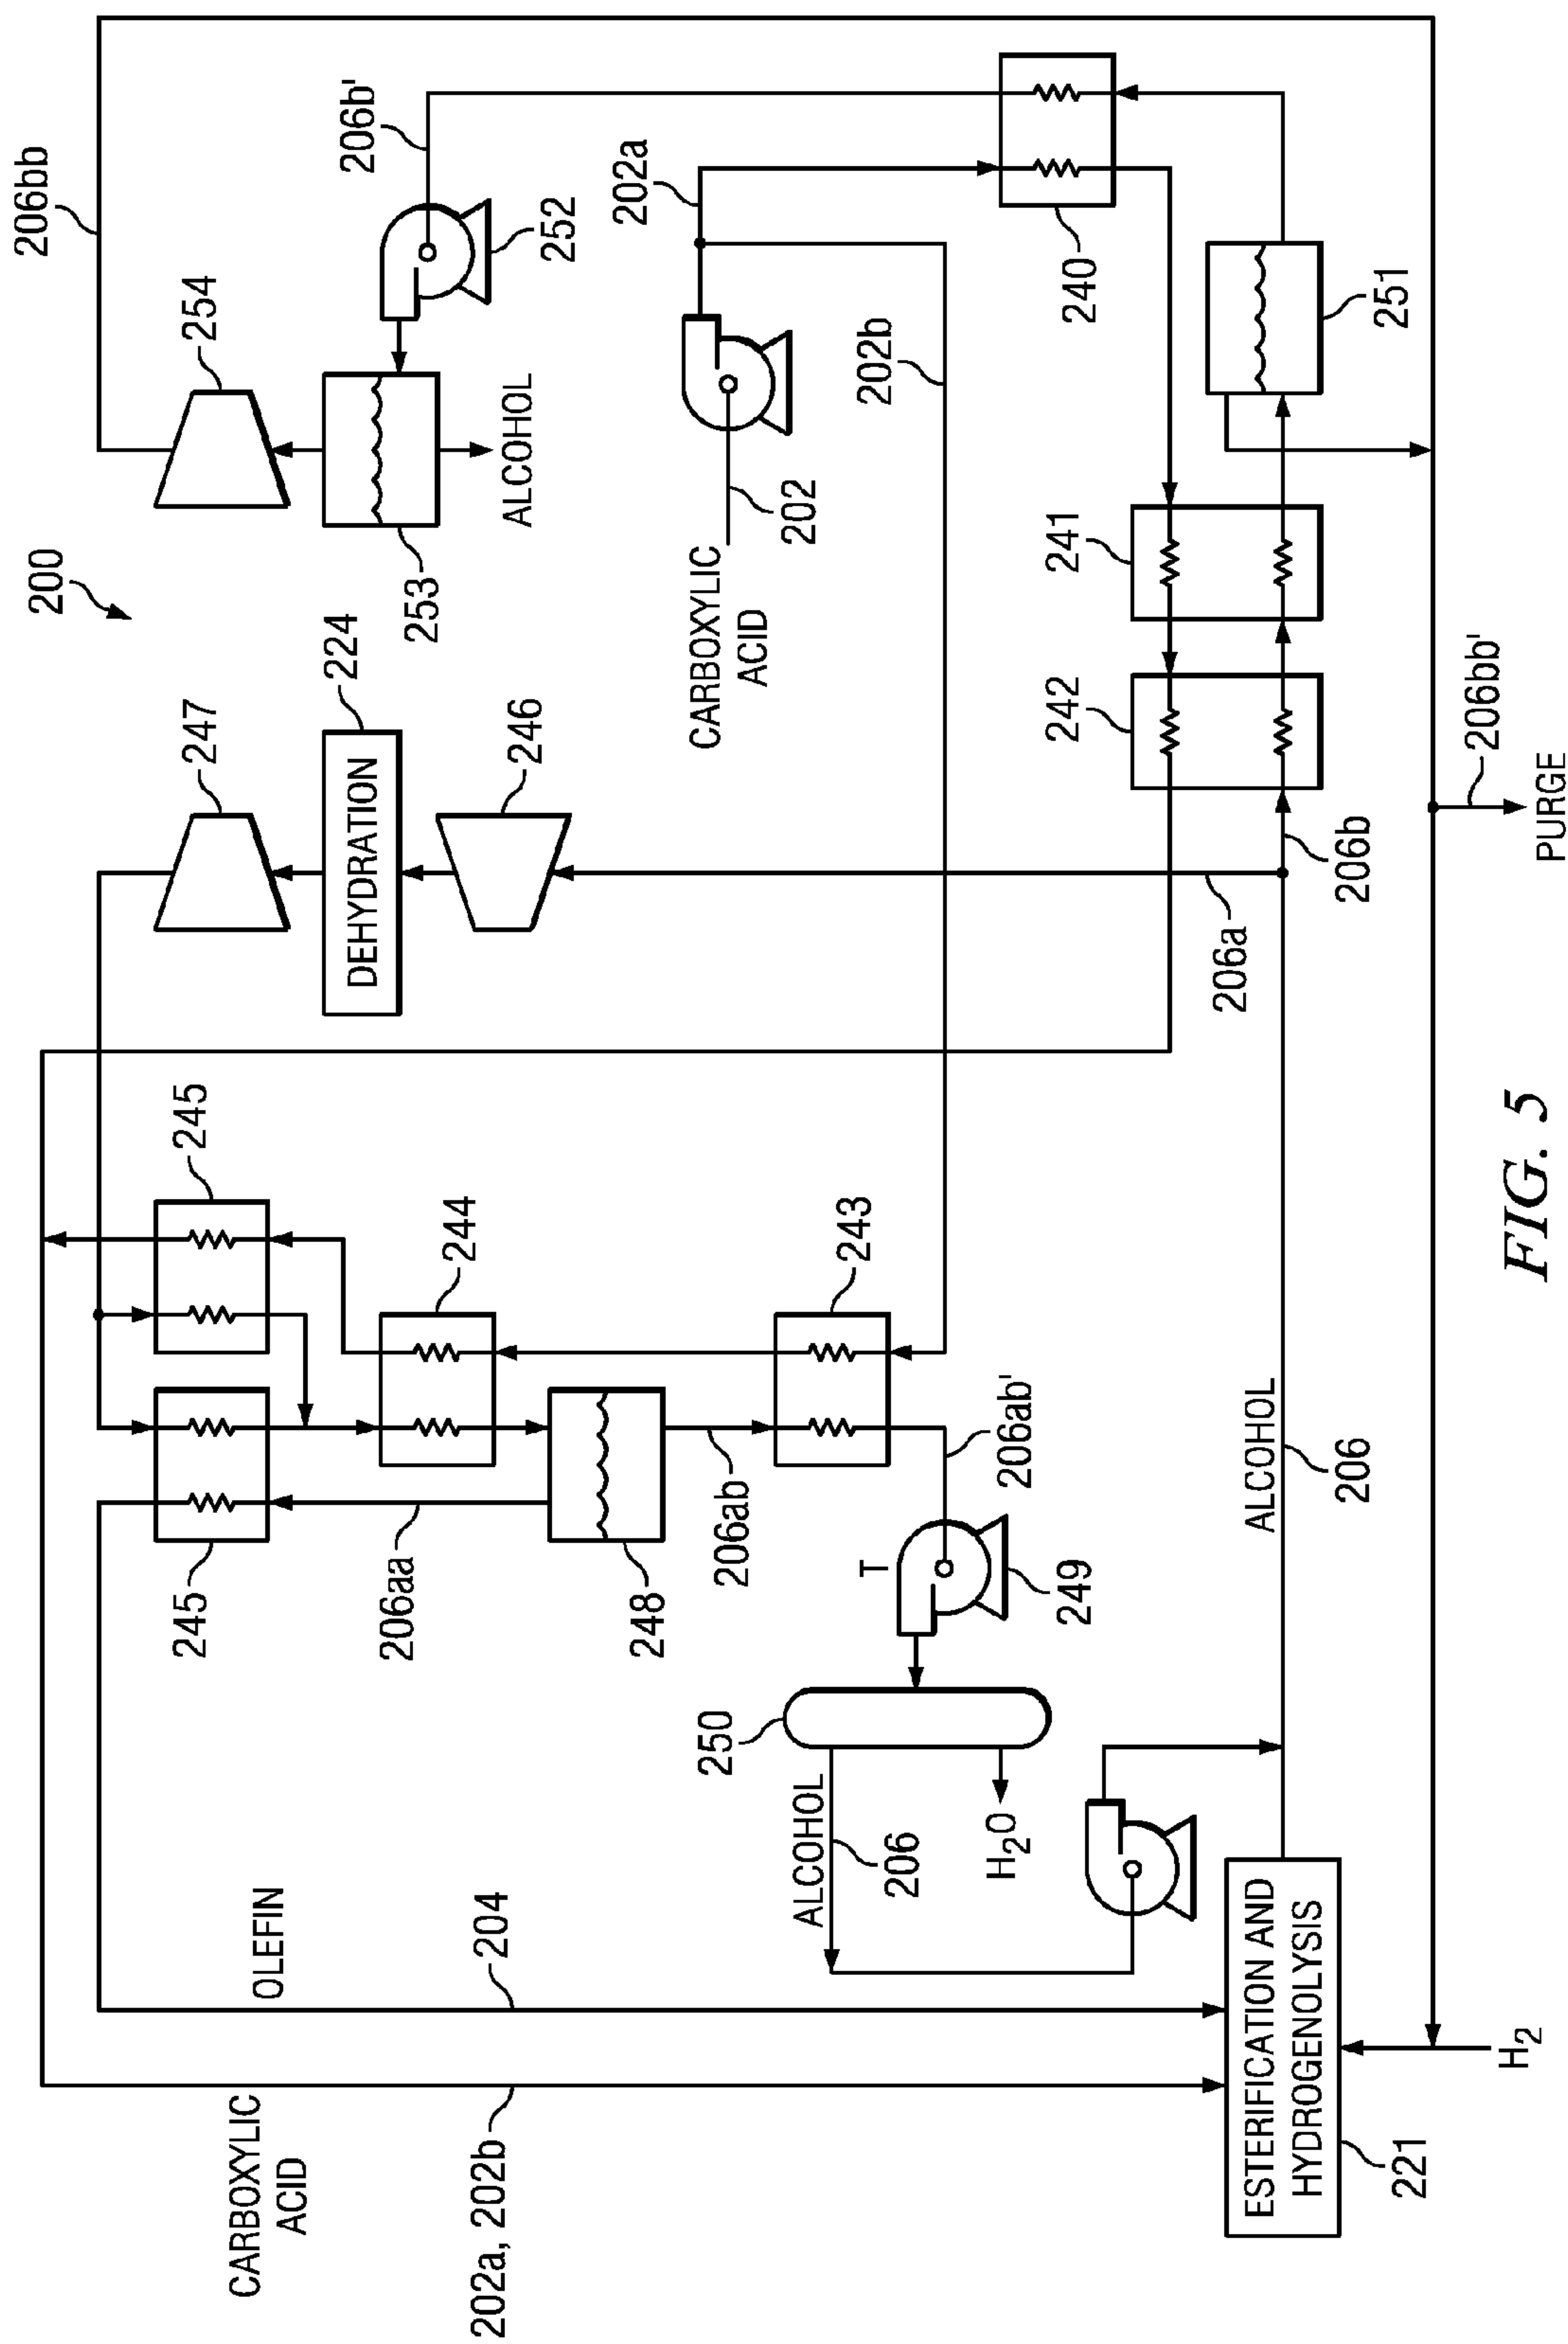 200
206bb
254
206b'
252
253
ALCOHOL
247
224
DEHYDRATION
246
202a
202b
CARBOXYLIC
ACID
202
240
241
242
251
206a
206b
206bb'
PURGE
245
245
244
243
206aa
248
206ab
206ab'
T
249
250
ALCOHOL
206
H2O
ALCOHOL
206
OLEFIN
204
CARBOXYLIC
ACID
202a, 202b
ESTERIFICATION AND
HYDROGENOLYSIS
221
H2
FIG. 5